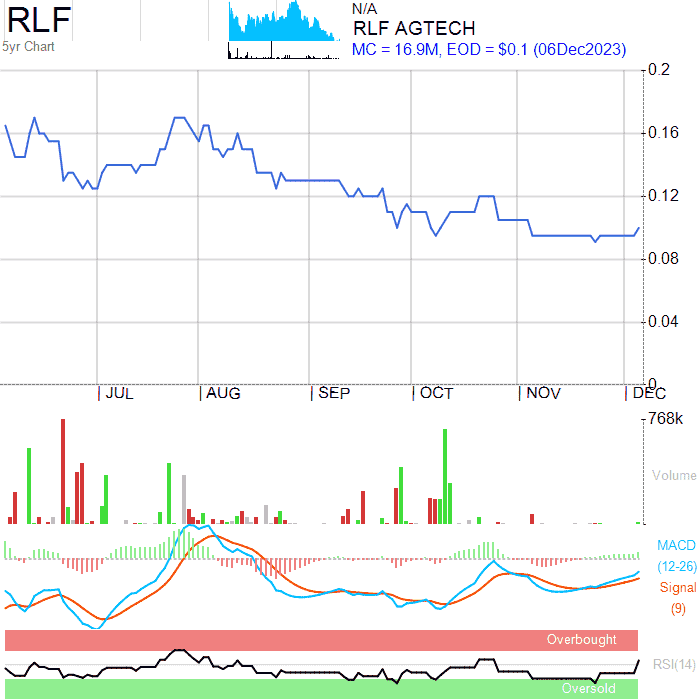 RLF
5yr Chart
N/A
RLF AGTECH
MC = 16.9M, EOD = $0.1 (06Dec2023)
0.2
0.16
0.12
0.08
0.04
0
JUL AUG SEP OCT NOV DEC
768k
Volume
MACD
(12-26)
Signal
(9)
Overbought
RSI(14)
Oversold